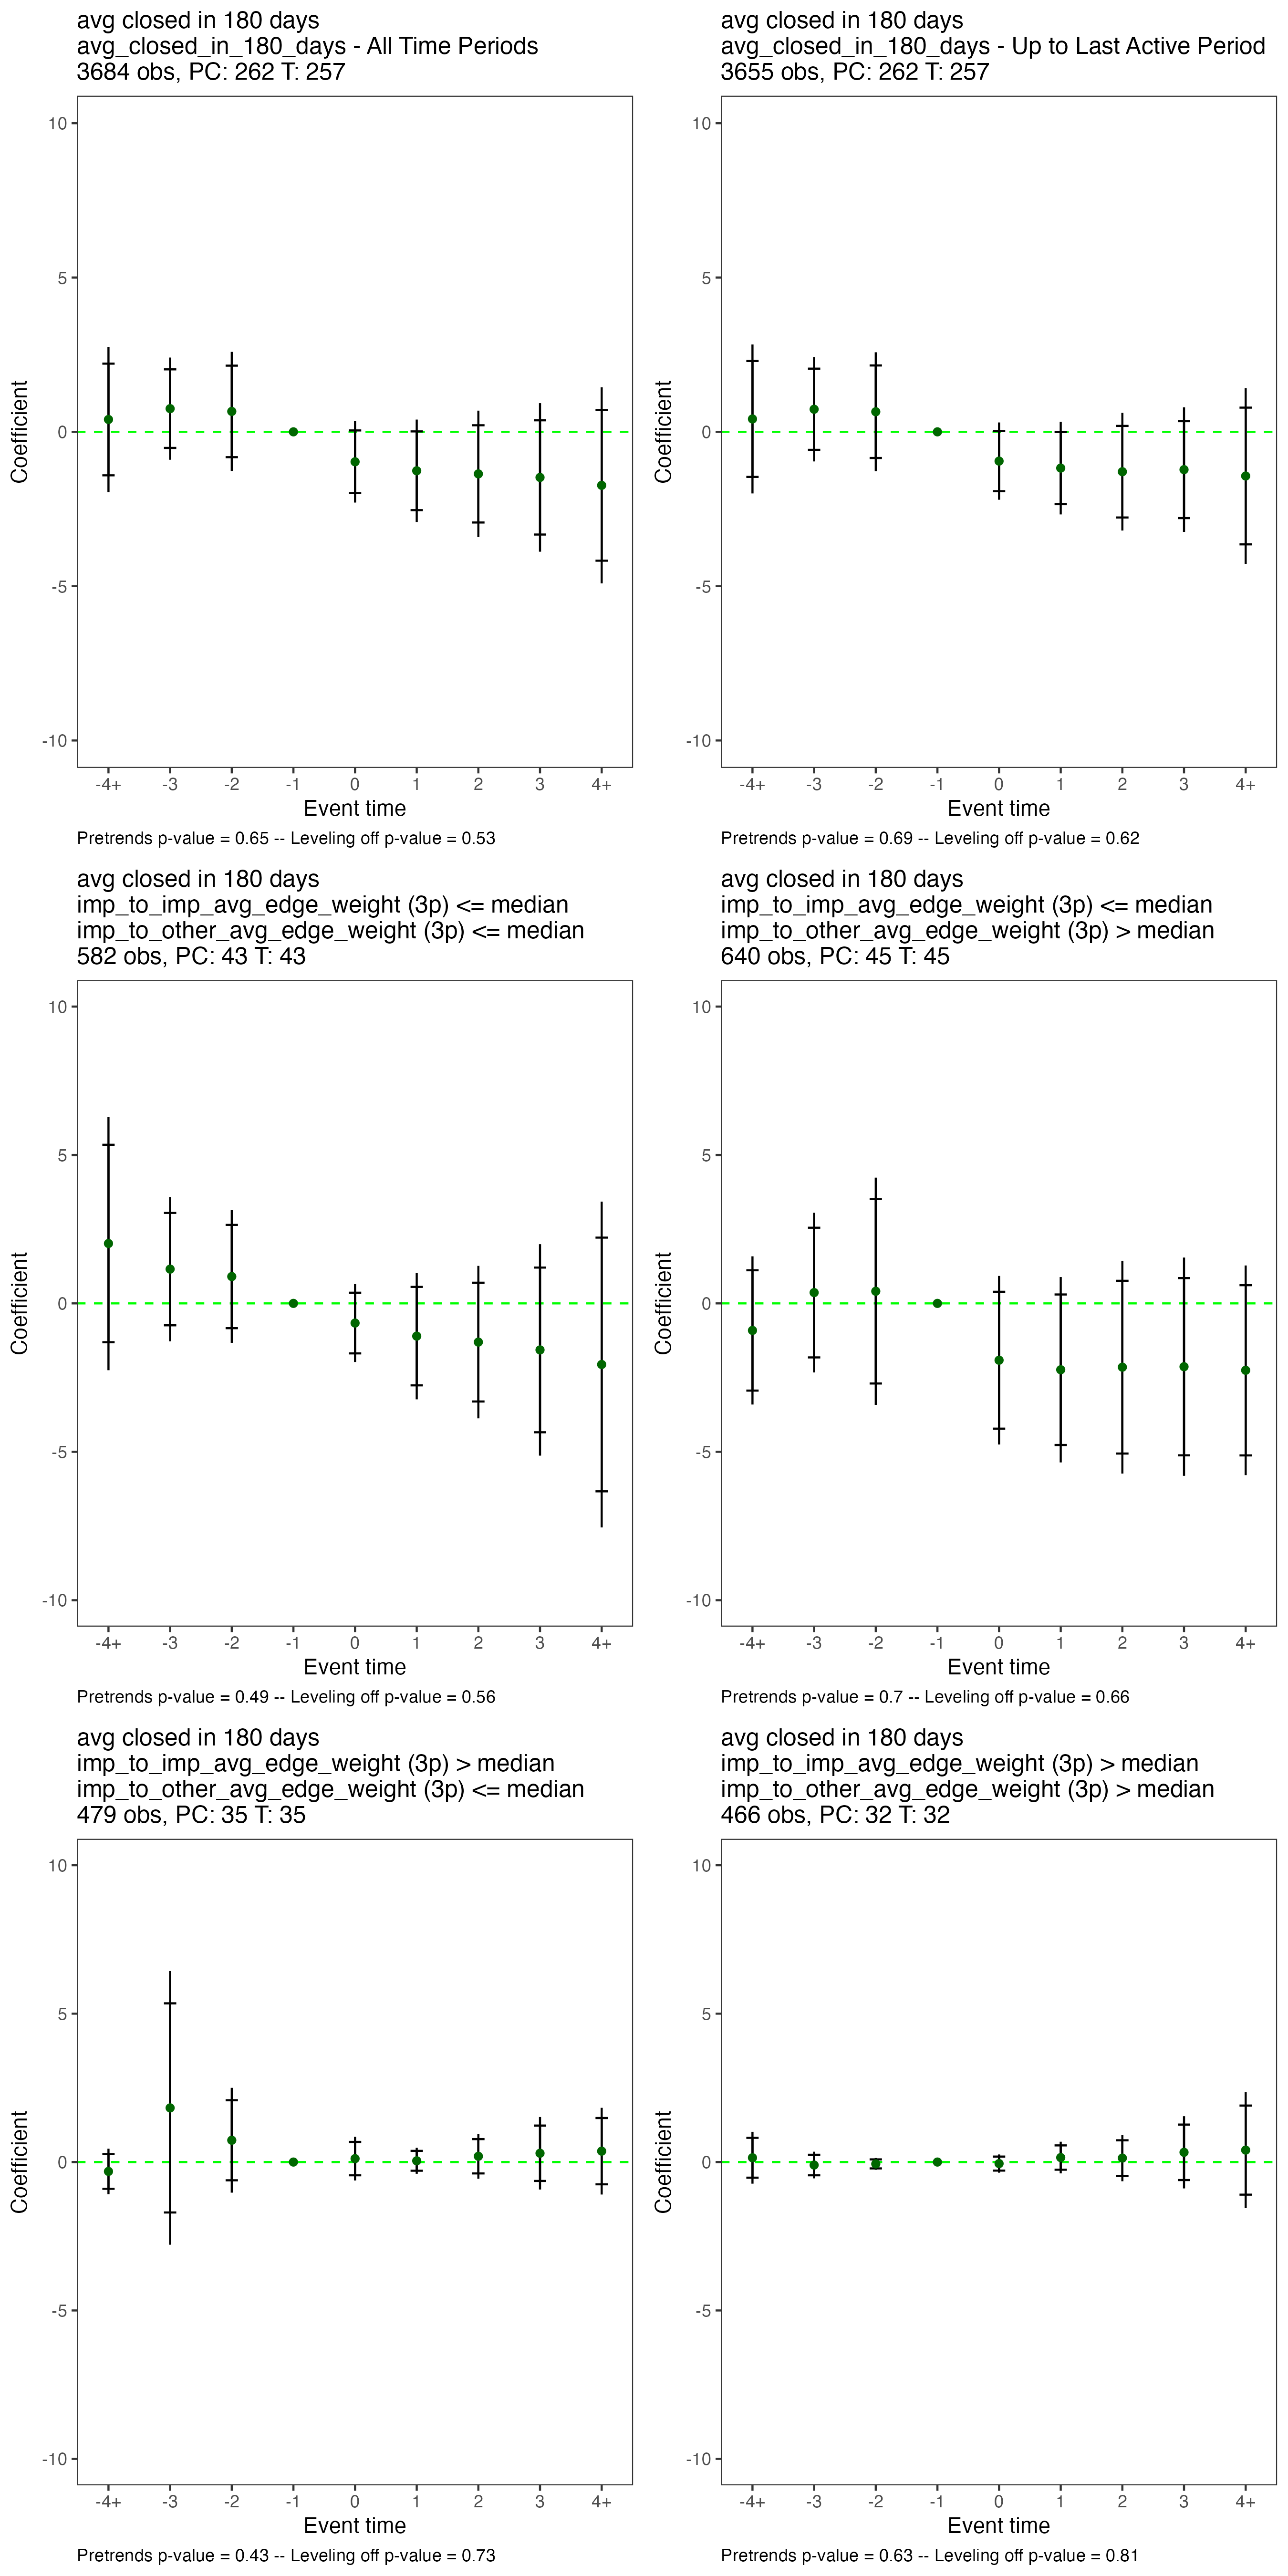 avg closed in 180 days
avg_closed_in_180_days - All Time Periods
3684 obs, PC: 262 T: 257
10
5
0
-5
-10
Coefficient
-4+ -3 -2 -1 0 1 2 3 4+
Event time
Pretrends p-value = 0.65 -- Leveling off p-value = 0.53
avg closed in 180 days
avg_closed_in_180_days - Up to Last Active Period
3655 obs, PC: 262 T: 257
10
5
0
-5
-10
Coefficient
-4+ -3 -2 -1 0 1 2 3 4+
Event time
Pretrends p-value = 0.69 -- Leveling off p-value = 0.62
avg closed in 180 days
imp_to_imp_avg_edge_weight (3p) <= median
imp_to_other_avg_edge_weight (3p) <= median
582 obs, PC: 43 T: 43
10
5
0
-5
-10
Coefficient
-4+ -3 -2 -1 0 1 2 3 4+
Event time
Pretrends p-value = 0.49 -- Leveling off p-value = 0.56
avg closed in 180 days
imp_to_imp_avg_edge_weight (3p) <= median
imp_to_other_avg_edge_weight (3p) > median
640 obs, PC: 45 T: 45
10
5
0
-5
-10
Coefficient
-4+ -3 -2 -1 0 1 2 3 4+
Event time
Pretrends p-value = 0.7 -- Leveling off p-value = 0.66
avg closed in 180 days
imp_to_imp_avg_edge_weight (3p) > median
imp_to_other_avg_edge_weight (3p) <= median
479 obs, PC: 35 T: 35
10
5
0
-5
-10
Coefficient
-4+ -3 -2 -1 0 1 2 3 4+
Event time
Pretrends p-value = 0.43 -- Leveling off p-value = 0.73
avg closed in 180 days
imp_to_imp_avg_edge_weight (3p) > median
imp_to_other_avg_edge_weight (3p) > median
466 obs, PC: 32 T: 32
10
5
0
-5
-10
Coefficient
-4+ -3 -2 -1 0 1 2 3 4+
Event time
Pretrends p-value = 0.63 -- Leveling off p-value = 0.81